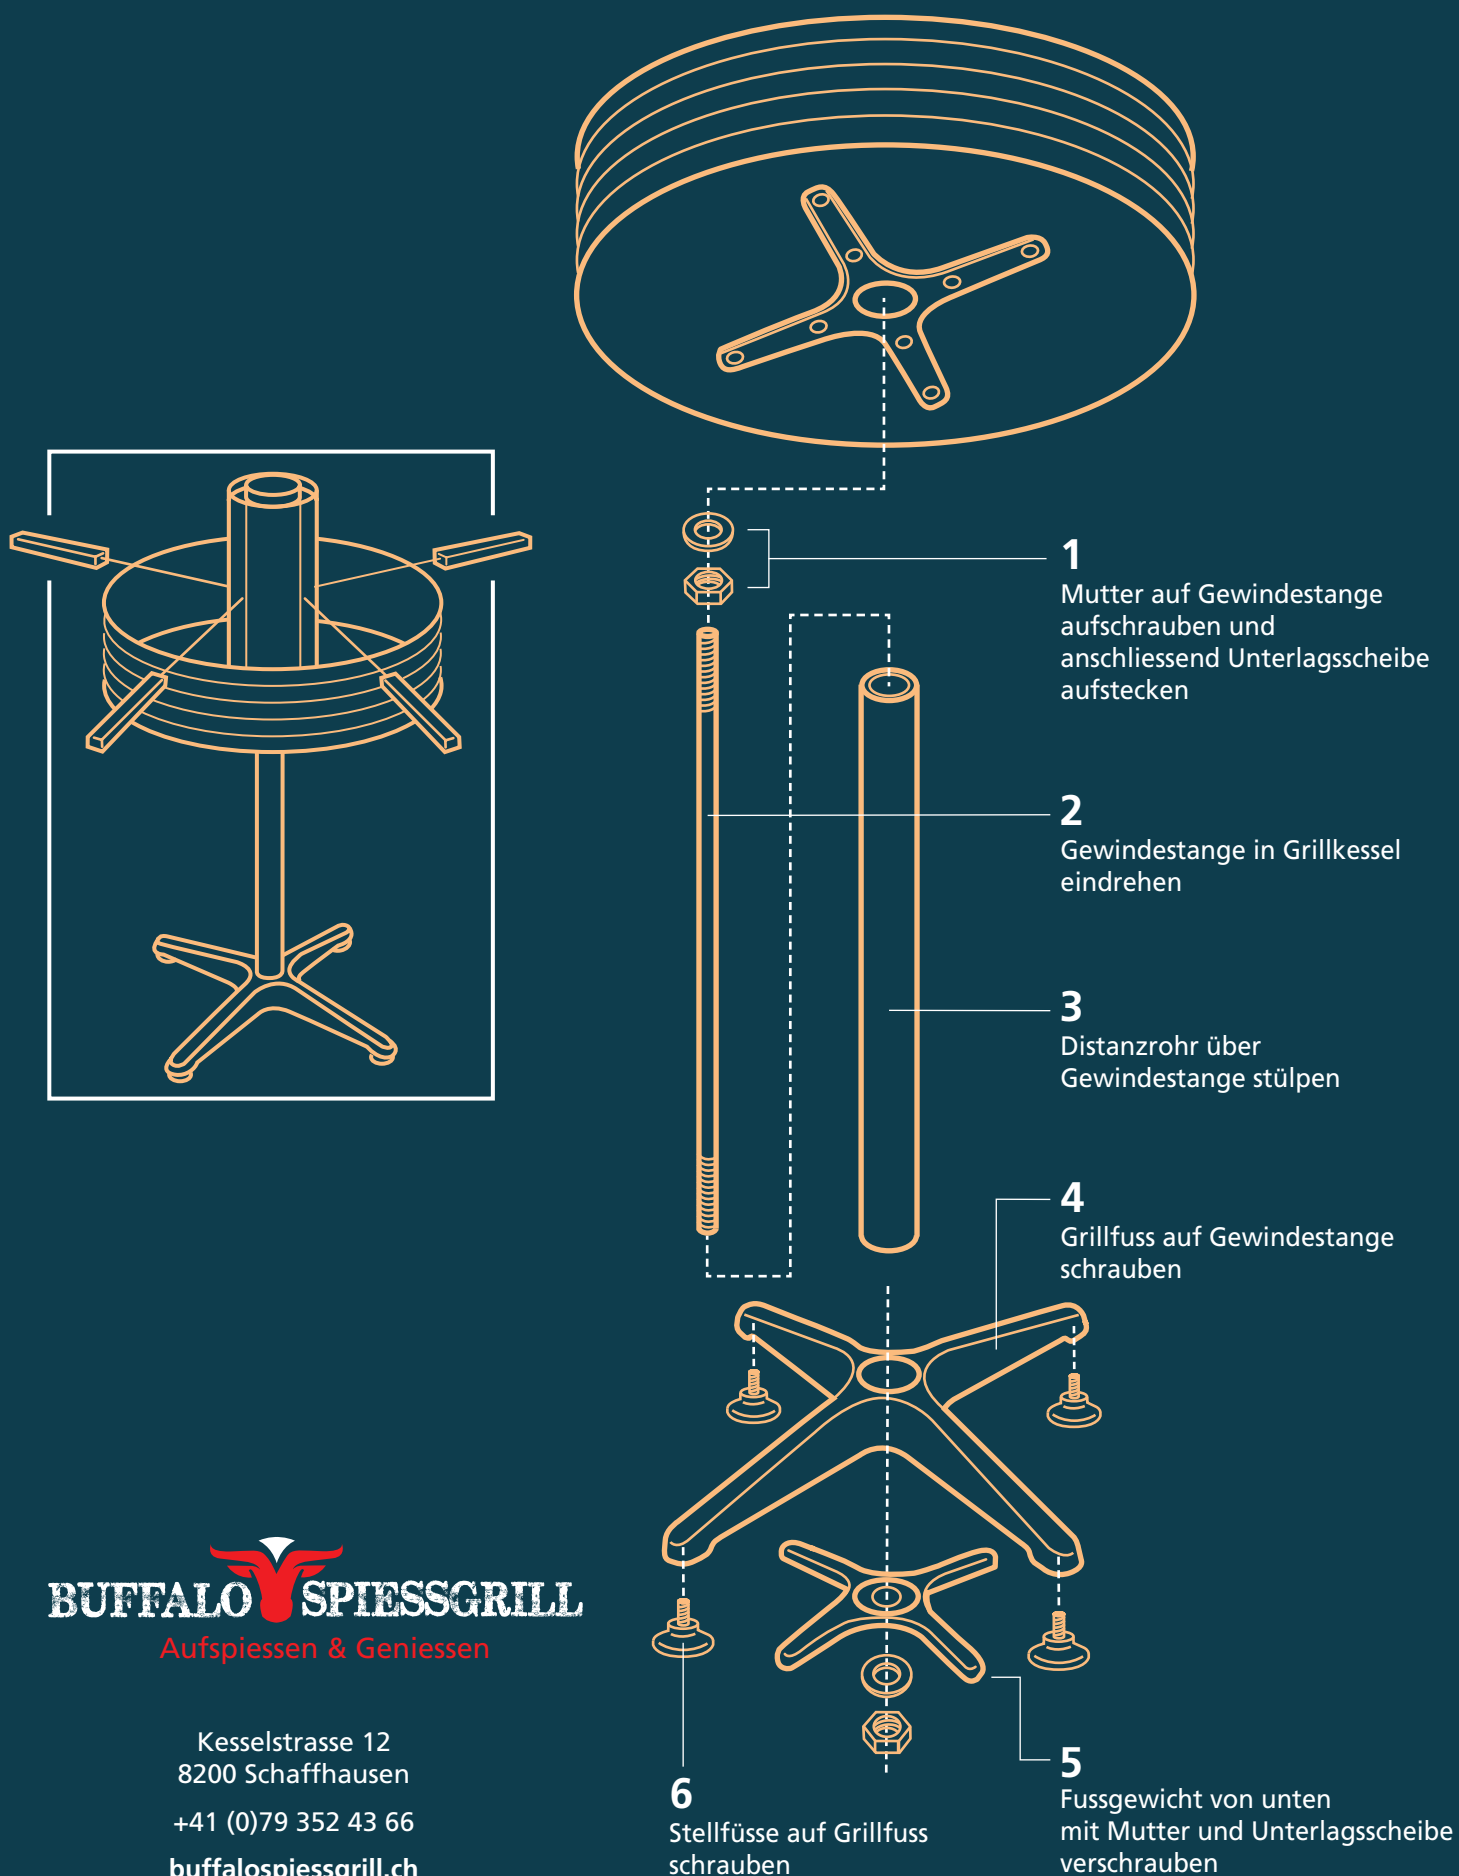 1
Mutter auf Gewindestange
aufschrauben und
anschliessend Unterlagsscheibe
aufstecken
2
Gewindestange in Grillkessel
eindrehen
3
Distanzrohr über
Gewindestange stülpen
4
Grillfuss auf Gewindestange
schrauben
5
Fussgewicht von unten
mit Mutter und Unterlagsscheibe
verschrauben
6
Stellfüsse auf Grillfuss
schrauben
BUFFALO SPIESSGRILL
Aufspiessen & Geniessen
Kesselstrasse 12
8200 Schaffhausen
+41 (0)79 352 43 66
buffalospiessgrill.ch